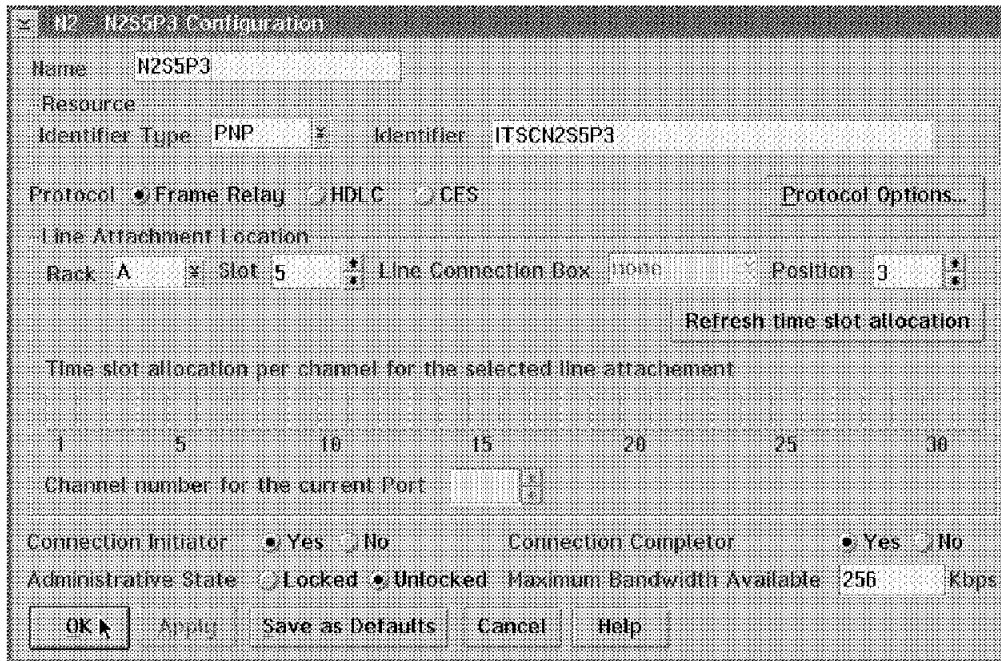 N2 - N2S5P3 Configuration
Name N2S5P3
Resource
Identifier Type PNP Identifier ITSCN2S5P3
Protocol Frame Relay HDLC CES Protocol Options...
Line Attachment Location
Rack A Slot 5 Line Connection Box none Position 3
Refresh time slot allocation
Time slot allocation per channel for the selected line attachement
1 5 10 15 20 25 30
Channel number for the current Port
Connection Initiator Yes No Connection Completor Yes No
Administrative State Locked Unlocked Maximum Bandwidth Available 256 Kbps
OK Apply Save as Defaults Cancel Help